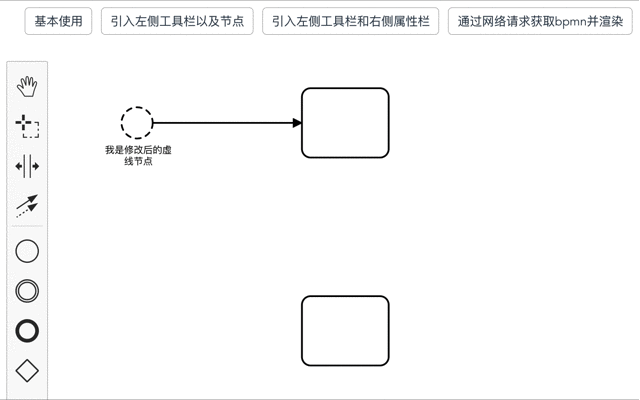 基本使用
引入左侧工具栏以及节点
引入左侧工具栏和右侧属性栏
通过网络请求获取bpmn并渲染
我是修改后的虚
线节点